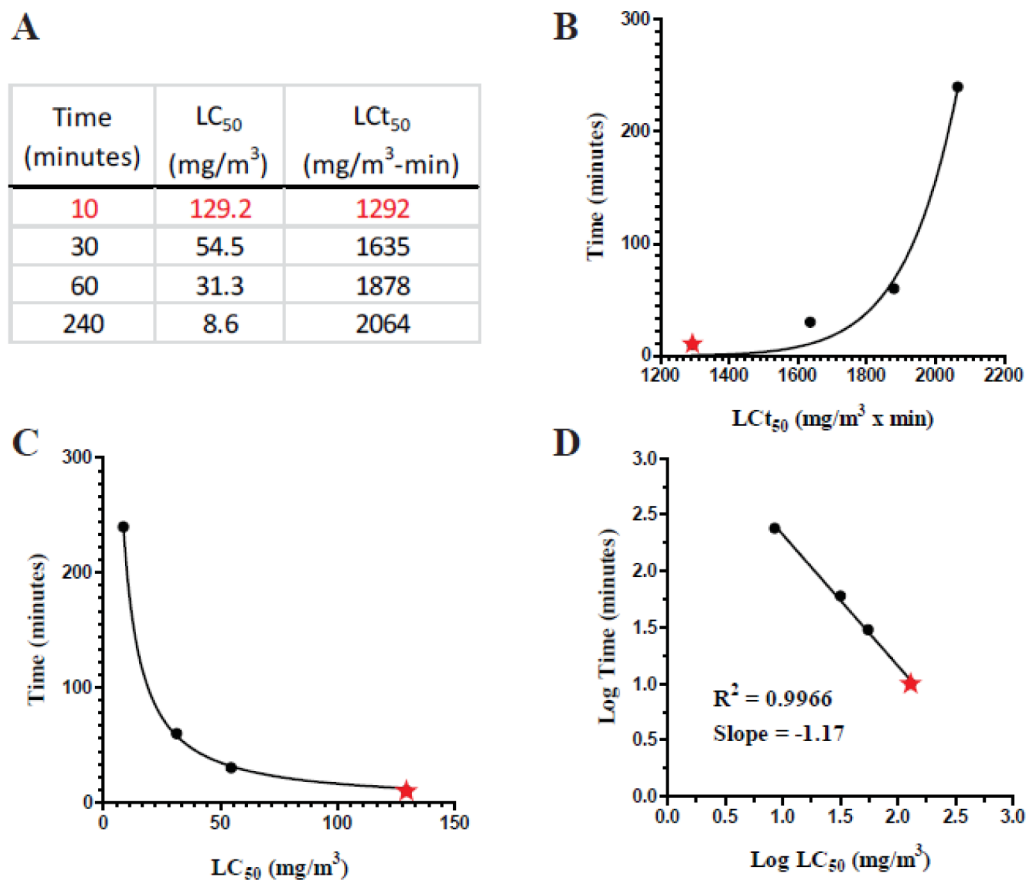 A
Time
(minutes)
LC50
(mg/m3)
LCt50
(mg/m3-min)
10 129.2 1292
30 54.5 1635
60 31.3 1878
240 8.6 2064
B
Time (minutes)
300
200
100
0
1200 1400 1600 1800 2000 2200
LCt50 (mg/m3 x min)
C
Time (minutes)
300
200
100
0
0 50 100 150
LC50 (mg/m3)
D
Log Time (minutes)
3.0
2.5
2.0
1.5
1.0
0.5
0.0
R2 = 0.9966
Slope = -1.17
0.0 0.5 1.0 1.5 2.0 2.5 3.0
Log LC50 (mg/m3)